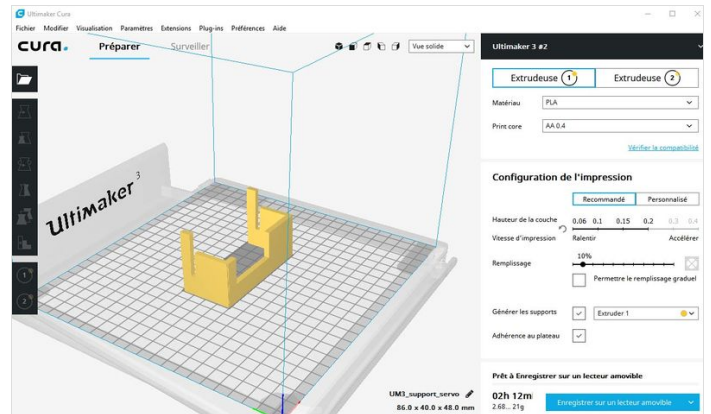 Ultimaker Cura
Fichier Modifier Visualisation Paramètres Extensions Plug-ins Préférences Aide
cura. Préparer Surveiller Vue solide
Ultimaker 3 #2
Extrudeuse 1 Extrudeuse 2
Matériau PLA
Print core AA 0.4
Vérifier la compatibilité
Configuration de l'impression
Recommandé Personnalisé
Hauteur de la couche 0.06 0.1 0.15 0.2 0.3 0.4
Vitesse d'impression Ralentir Accélérer
10%
Remplissage
Permettre le remplissage graduel
Générer les supports Extruder 1
Adhérence au plateau
Ultimaker 3
1
2
UM3_support_servo
86.0 x 40.0 x 48.0 mm
Prêt à Enregistrer sur un lecteur amovible
02h 12m
2.68... 21g
Enregistrer sur un lecteur amovible